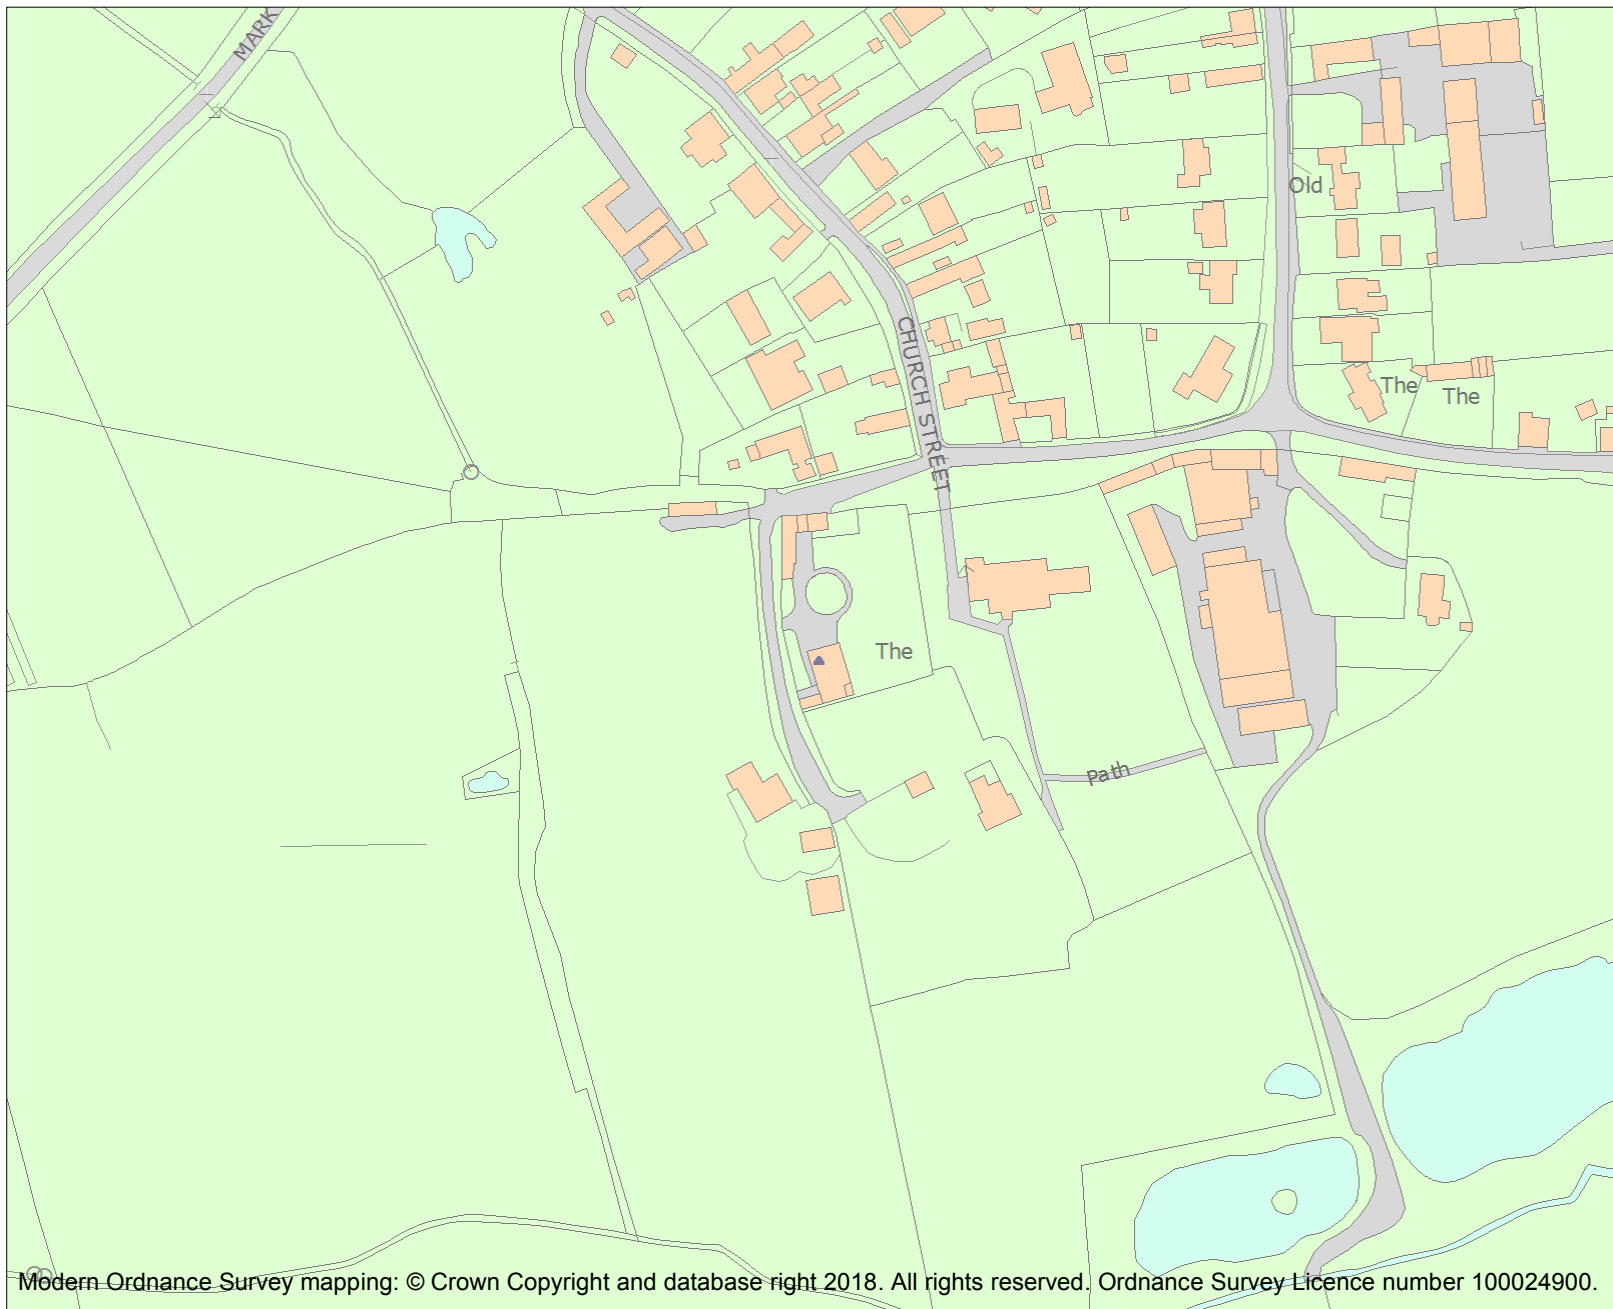 MARK
Old
CHURCH STREET
The
The
The
Path
Modern Ordnance Survey mapping: © Crown Copyright and database right 2018. All rights reserved. Ordnance Survey Licence number 100024900.